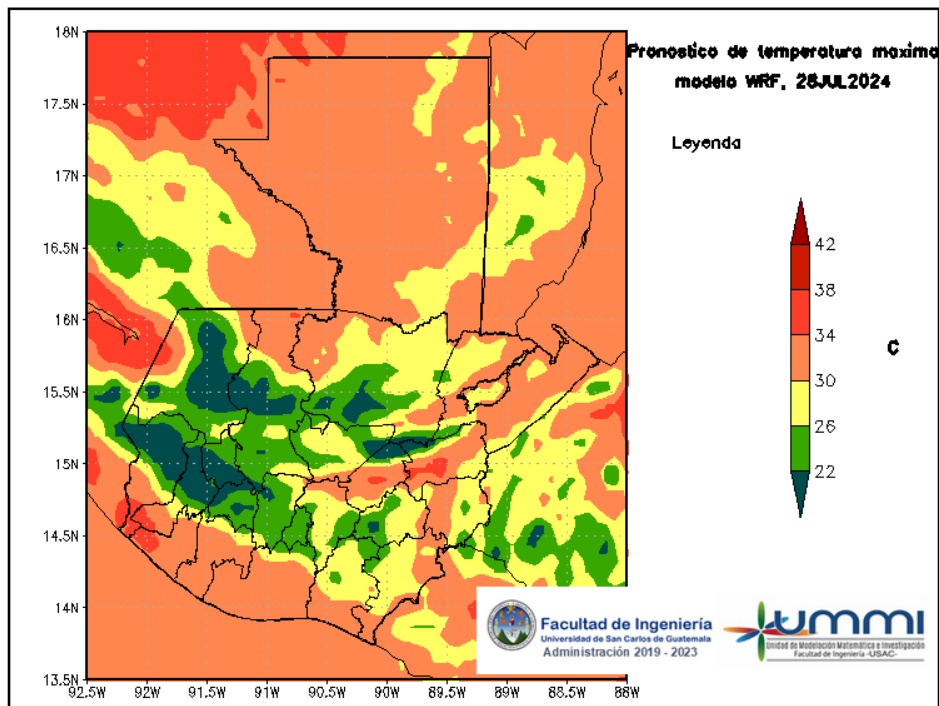 Pronostico de temperatura maxima
modelo WRF, 28JUL2024
Leyenda
42
38
34
30
26
22
C
18N
17.5N
17N
16.5N
16N
15.5N
15N
14.5N
14N
13.5N
92.5W
92W
91.5W
91W
90.5W
90W
89.5W
89W
88.5W
88W
Facultad de Ingeniería
Universidad de San Carlos de Guatemala
Administración 2019 - 2023
ummi
Unidad de Modelación Matemática e Investigación
Facultad de Ingeniería -USAC-